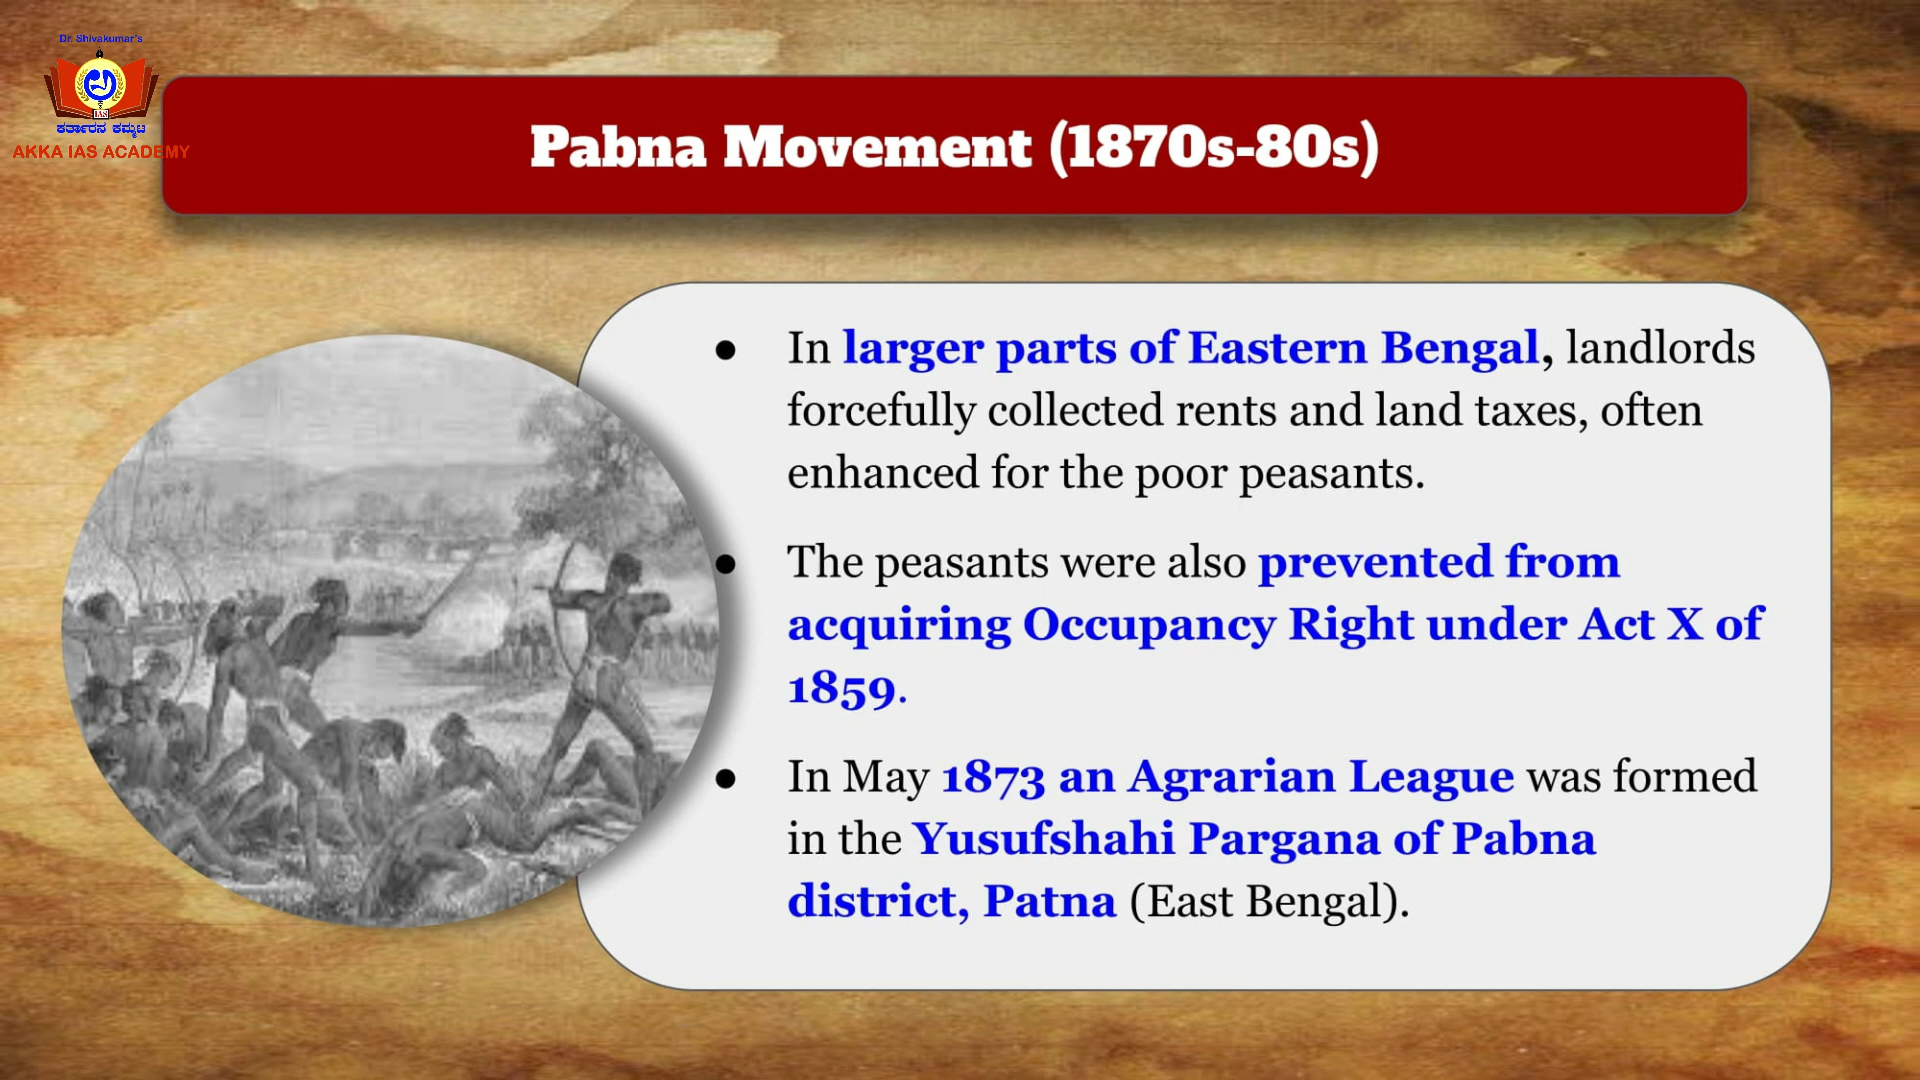 Dr. Shivakumar's
IAS
ಕರ್ತಾರನ ಕಮ್ಮಟ
AKKA IAS ACADEMY
Pabna Movement (1870s-80s)
● In larger parts of Eastern Bengal, landlords
forcefully collected rents and land taxes, often
enhanced for the poor peasants.
● The peasants were also prevented from
acquiring Occupancy Right under Act X of
1859.
● In May 1873 an Agrarian League was formed
in the Yusufshahi Pargana of Pabna
district, Patna (East Bengal).